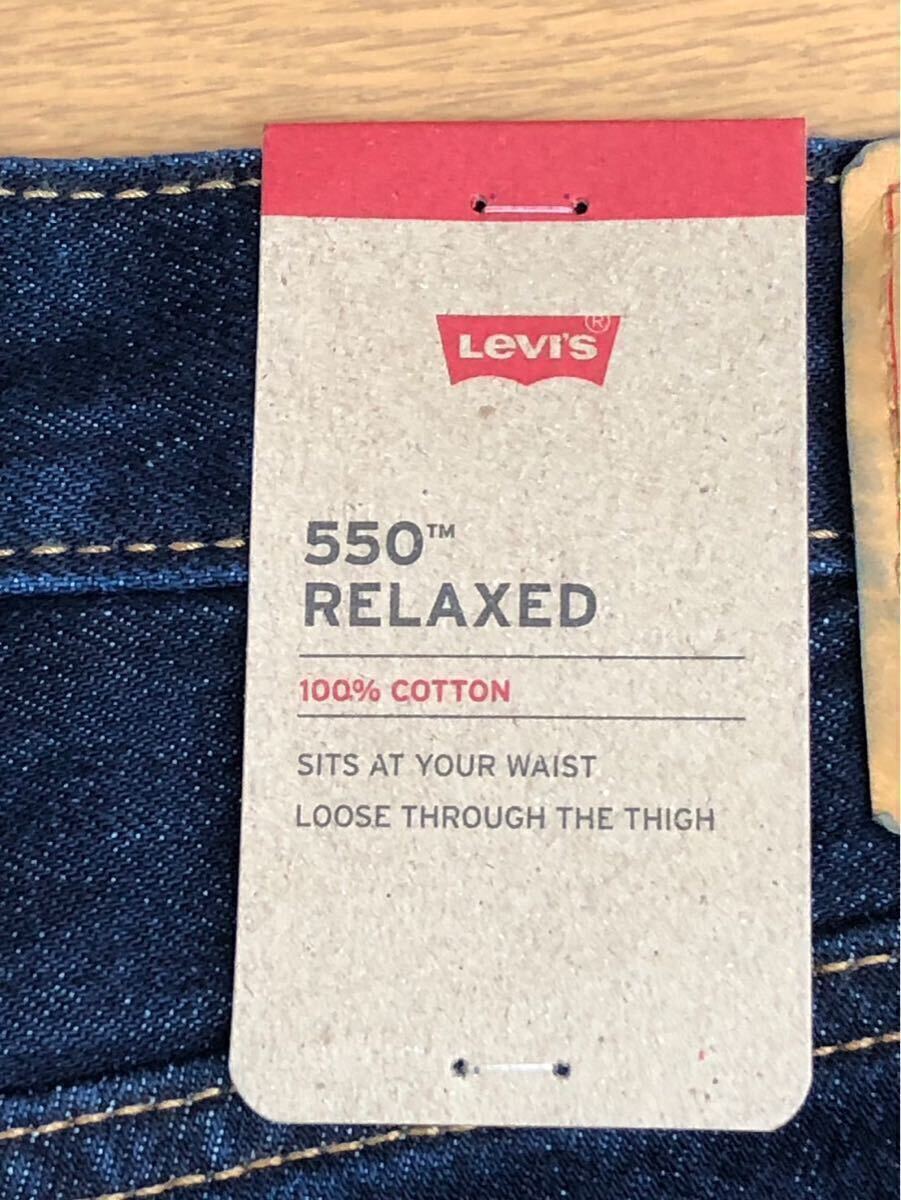 LEVI'S®
550™
RELAXED
100% COTTON
SITS AT YOUR WAIST
LOOSE THROUGH THE THIGH